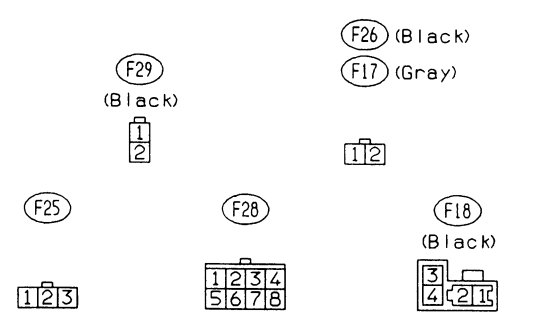 F26 (Black)
F29
F17 (Gray)
(Black)
1
2
1 2
F25
F28
F18
(Black)
1 2 3
1 2 3 4
5 6 7 8
3
4 2 1